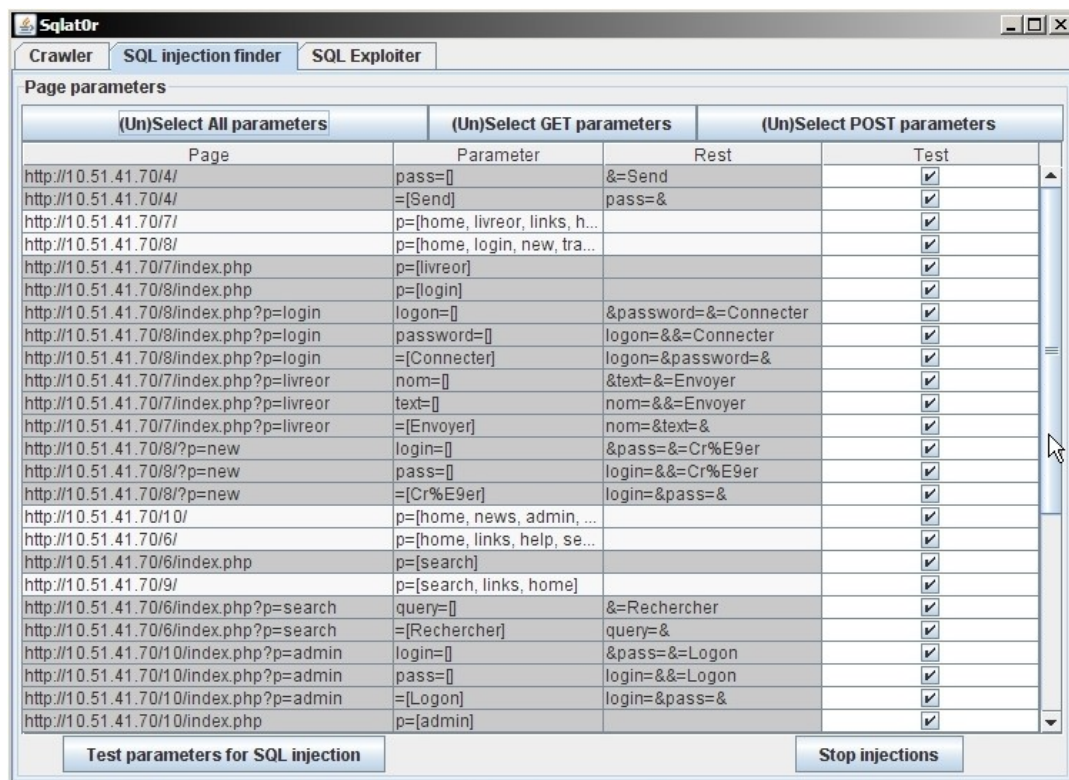 Sqlat0r
Crawler SQL injection finder SQL Exploiter
Page parameters
(Un)Select All parameters (Un)Select GET parameters (Un)Select POST parameters
Page Parameter Rest Test
http://10.51.41.70/4/ pass=[] &=Send
http://10.51.41.70/4/ =[Send] pass=&
http://10.51.41.70/7/ p=[home, livreor, links, h...
http://10.51.41.70/8/ p=[home, login, new, tra...
http://10.51.41.70/7/index.php p=[livreor]
http://10.51.41.70/8/index.php p=[login]
http://10.51.41.70/8/index.php?p=login logon=[] &password=&=Connecter
http://10.51.41.70/8/index.php?p=login password=[] logon=&&=Connecter
http://10.51.41.70/8/index.php?p=login =[Connecter] logon=&password=&
http://10.51.41.70/7/index.php?p=livreor nom=[] &text=&=Envoyer
http://10.51.41.70/7/index.php?p=livreor text=[] nom=&&=Envoyer
http://10.51.41.70/7/index.php?p=livreor =[Envoyer] nom=&text=&
http://10.51.41.70/8/?p=new login=[] &pass=&=Cr%E9er
http://10.51.41.70/8/?p=new pass=[] login=&&=Cr%E9er
http://10.51.41.70/8/?p=new =[Cr%E9er] login=&pass=&
http://10.51.41.70/10/ p=[home, news, admin, ...
http://10.51.41.70/6/ p=[home, links, help, se...
http://10.51.41.70/6/index.php p=[search]
http://10.51.41.70/9/ p=[search, links, home]
http://10.51.41.70/6/index.php?p=search query=[] &=Rechercher
http://10.51.41.70/6/index.php?p=search =[Rechercher] query=&
http://10.51.41.70/10/index.php?p=admin login=[] &pass=&=Logon
http://10.51.41.70/10/index.php?p=admin pass=[] login=&&=Logon
http://10.51.41.70/10/index.php?p=admin =[Logon] login=&pass=&
http://10.51.41.70/10/index.php p=[admin]
Test parameters for SQL injection Stop injections